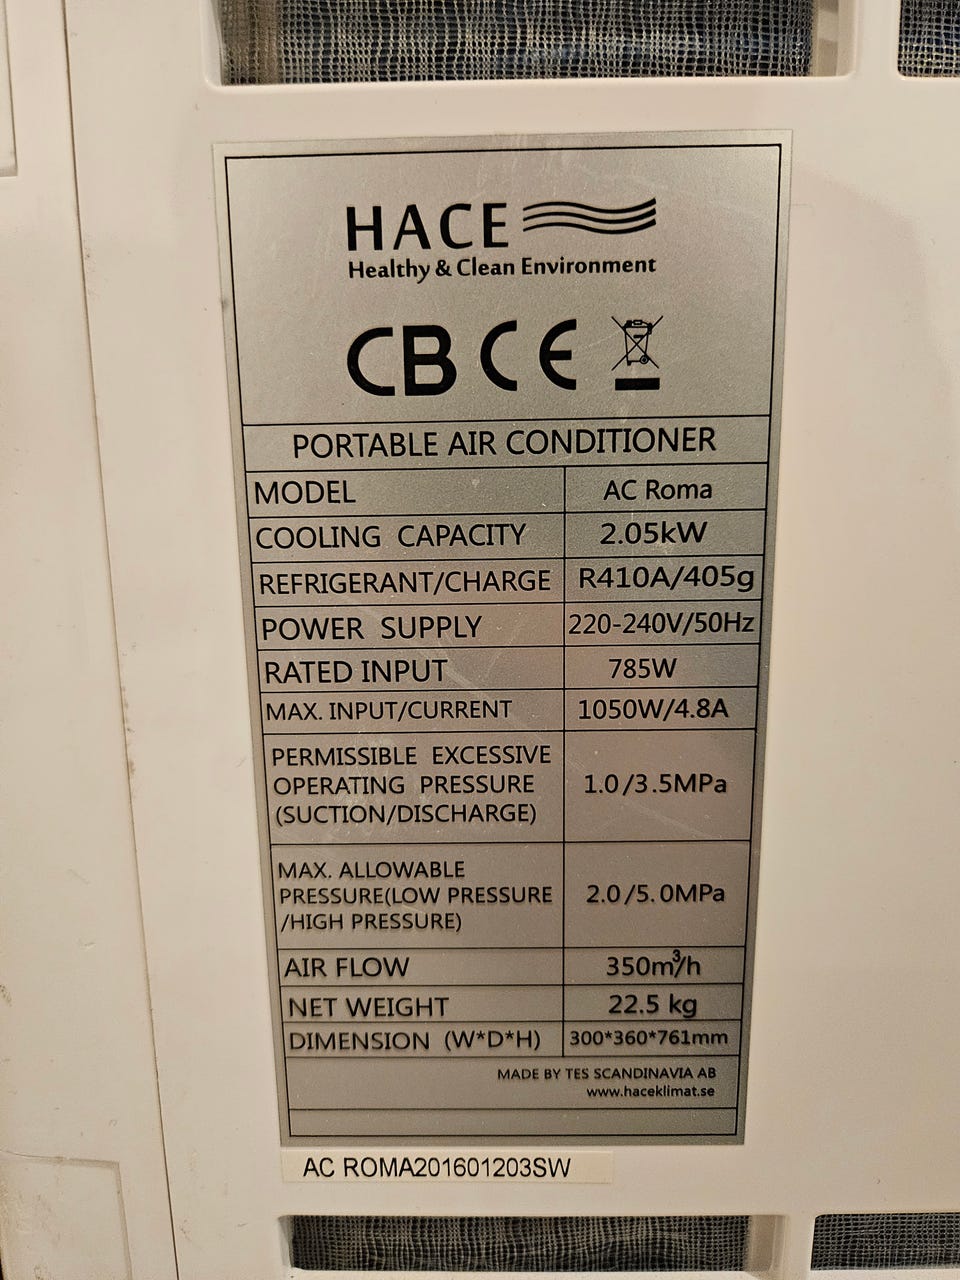 HACE
Healthy & Clean Environment
CB CE
PORTABLE AIR CONDITIONER
MODEL AC Roma
COOLING CAPACITY 2.05kW
REFRIGERANT/CHARGE R410A/405g
POWER SUPPLY 220-240V/50Hz
RATED INPUT 785W
MAX. INPUT/CURRENT 1050W/4.8A
PERMISSIBLE EXCESSIVE
OPERATING PRESSURE 1.0/3.5MPa
(SUCTION/DISCHARGE)
MAX. ALLOWABLE
PRESSURE(LOW PRESSURE 2.0/5.0MPa
/HIGH PRESSURE)
AIR FLOW 350m³/h
NET WEIGHT 22.5 kg
DIMENSION (W*D*H) 300*360*761mm
MADE BY TES SCANDINAVIA AB
www.haceklimat.se
AC ROMA201601203SW